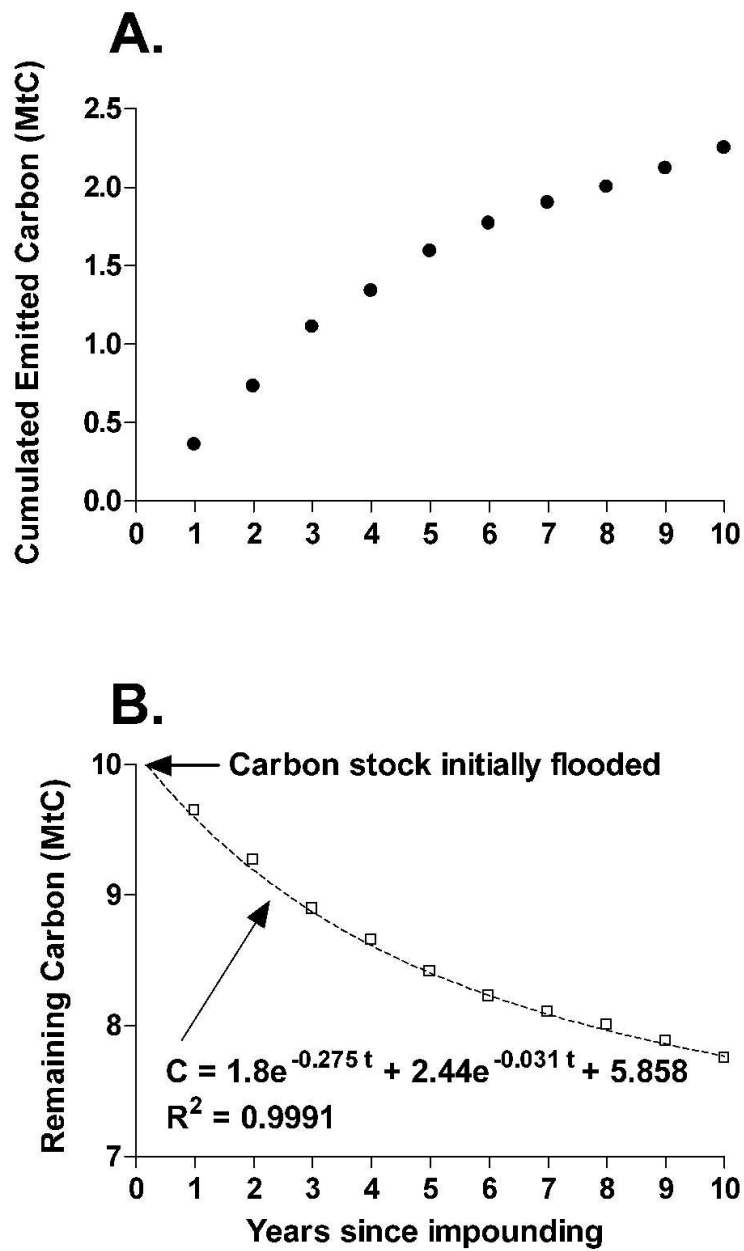 A.
Cumulated Emitted Carbon (MtC)
2.5
2.0
1.5
1.0
0.5
0.0
0 1 2 3 4 5 6 7 8 9 10
B.
Remaining Carbon (MtC)
10
9
8
7
Carbon stock initially flooded
C = 1.8e^-0.275 t + 2.44e^-0.031 t + 5.858
R² = 0.9991
0 1 2 3 4 5 6 7 8 9 10
Years since impounding